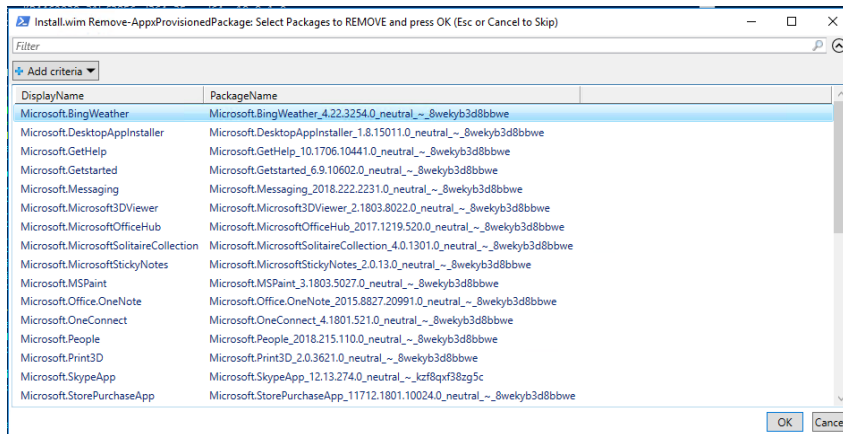 Install.wim Remove-AppxProvisionedPackage: Select Packages to REMOVE and press OK (Esc or Cancel to Skip)
Filter
Add criteria
DisplayName PackageName
Microsoft.BingWeather Microsoft.BingWeather_4.22.3254.0_neutral_~_8wekyb3d8bbwe
Microsoft.DesktopAppInstaller Microsoft.DesktopAppInstaller_1.8.15011.0_neutral_~_8wekyb3d8bbwe
Microsoft.GetHelp Microsoft.GetHelp_10.1706.10441.0_neutral_~_8wekyb3d8bbwe
Microsoft.Getstarted Microsoft.Getstarted_6.9.10602.0_neutral_~_8wekyb3d8bbwe
Microsoft.Messaging Microsoft.Messaging_2018.222.2231.0_neutral_~_8wekyb3d8bbwe
Microsoft.Microsoft3DViewer Microsoft.Microsoft3DViewer_2.1803.8022.0_neutral_~_8wekyb3d8bbwe
Microsoft.MicrosoftOfficeHub Microsoft.MicrosoftOfficeHub_2017.1219.520.0_neutral_~_8wekyb3d8bbwe
Microsoft.MicrosoftSolitaireCollection Microsoft.MicrosoftSolitaireCollection_4.0.1301.0_neutral_~_8wekyb3d8bbwe
Microsoft.MicrosoftStickyNotes Microsoft.MicrosoftStickyNotes_2.0.13.0_neutral_~_8wekyb3d8bbwe
Microsoft.MSPaint Microsoft.MSPaint_3.1803.5027.0_neutral_~_8wekyb3d8bbwe
Microsoft.Office.OneNote Microsoft.Office.OneNote_2015.8827.20991.0_neutral_~_8wekyb3d8bbwe
Microsoft.OneConnect Microsoft.OneConnect_4.1801.521.0_neutral_~_8wekyb3d8bbwe
Microsoft.People Microsoft.People_2018.215.110.0_neutral_~_8wekyb3d8bbwe
Microsoft.Print3D Microsoft.Print3D_2.0.3621.0_neutral_~_8wekyb3d8bbwe
Microsoft.SkypeApp Microsoft.SkypeApp_12.13.274.0_neutral_~_kzf8qxf38zg5c
Microsoft.StorePurchaseApp Microsoft.StorePurchaseApp_11712.1801.10024.0_neutral_~_8wekyb3d8bbwe
OK Cance